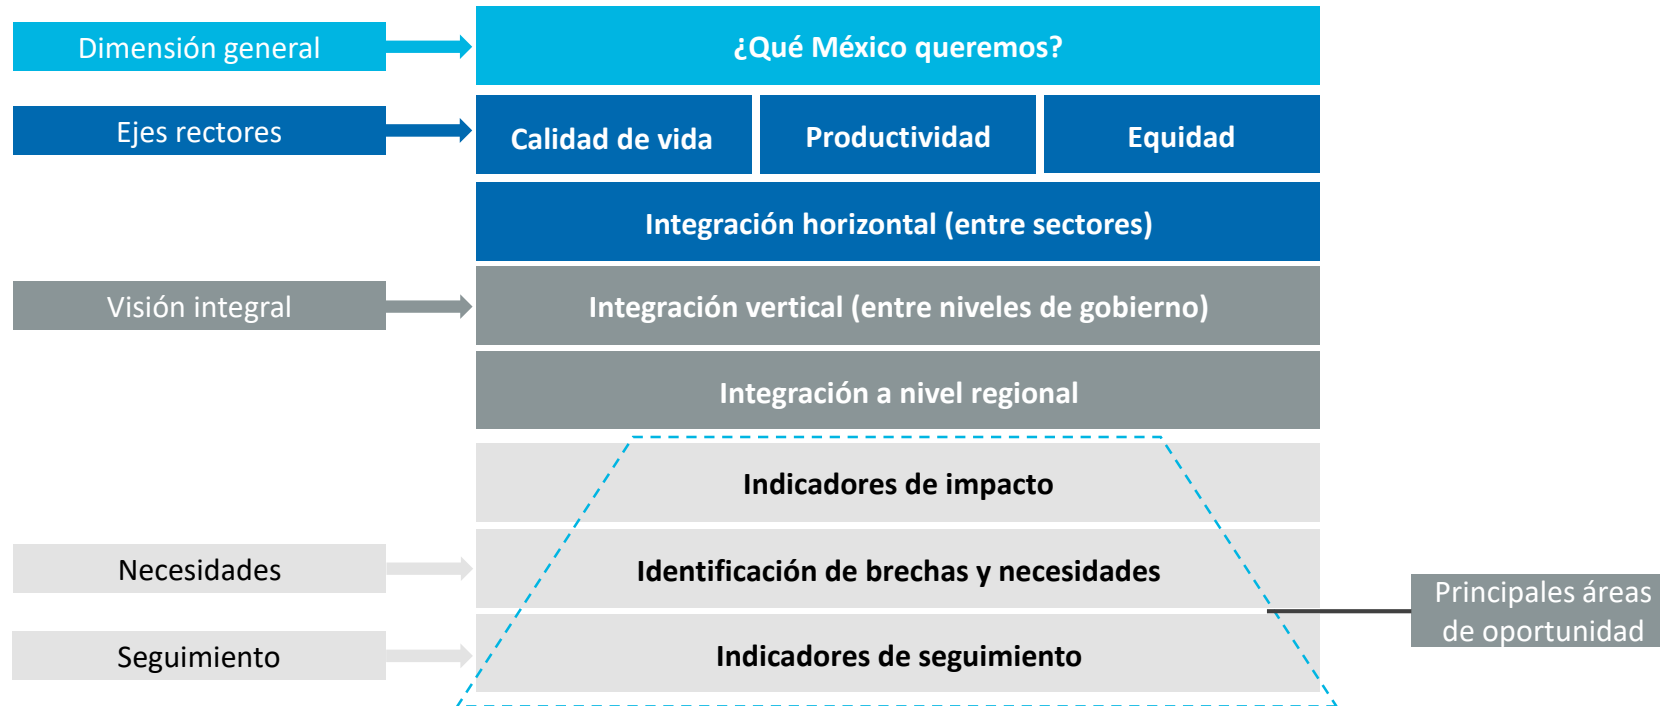 Dimensión general
¿Qué México queremos?
Ejes rectores
Calidad de vida
Productividad
Equidad
Integración horizontal (entre sectores)
Visión integral
Integración vertical (entre niveles de gobierno)
Integración a nivel regional
Indicadores de impacto
Necesidades
Identificación de brechas y necesidades
Principales áreas
de oportunidad
Seguimiento
Indicadores de seguimiento